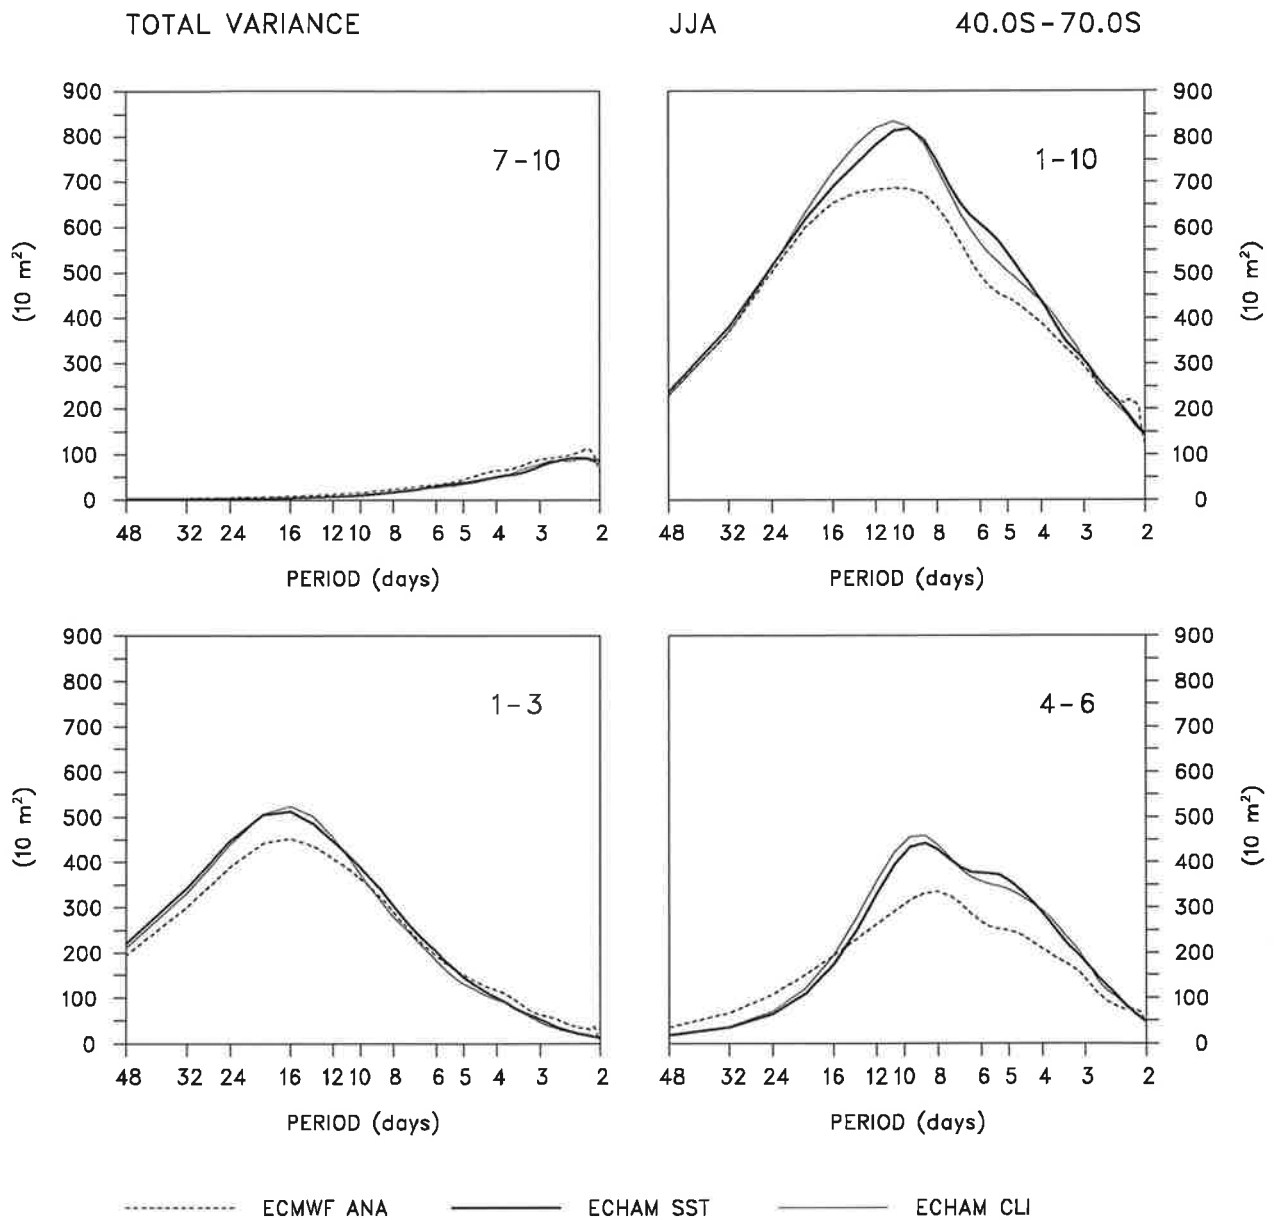 TOTAL VARIANCE JJA 40.0S-70.0S
900 900
800 800
7-10 1-10
700 700
600 600
500 500
(10 m²) (10 m²)
400 400
300 300
200 200
100 100
0 0
48 32 24 16 12 10 8 6 5 4 3 2 48 32 24 16 12 10 8 6 5 4 3 2
PERIOD (days) PERIOD (days)
900 900
800 800
1-3 4-6
700 700
600 600
500 500
(10 m²) (10 m²)
400 400
300 300
200 200
100 100
0 0
48 32 24 16 12 10 8 6 5 4 3 2 48 32 24 16 12 10 8 6 5 4 3 2
PERIOD (days) PERIOD (days)
ECMWF ANA ECHAM SST ECHAM CLI